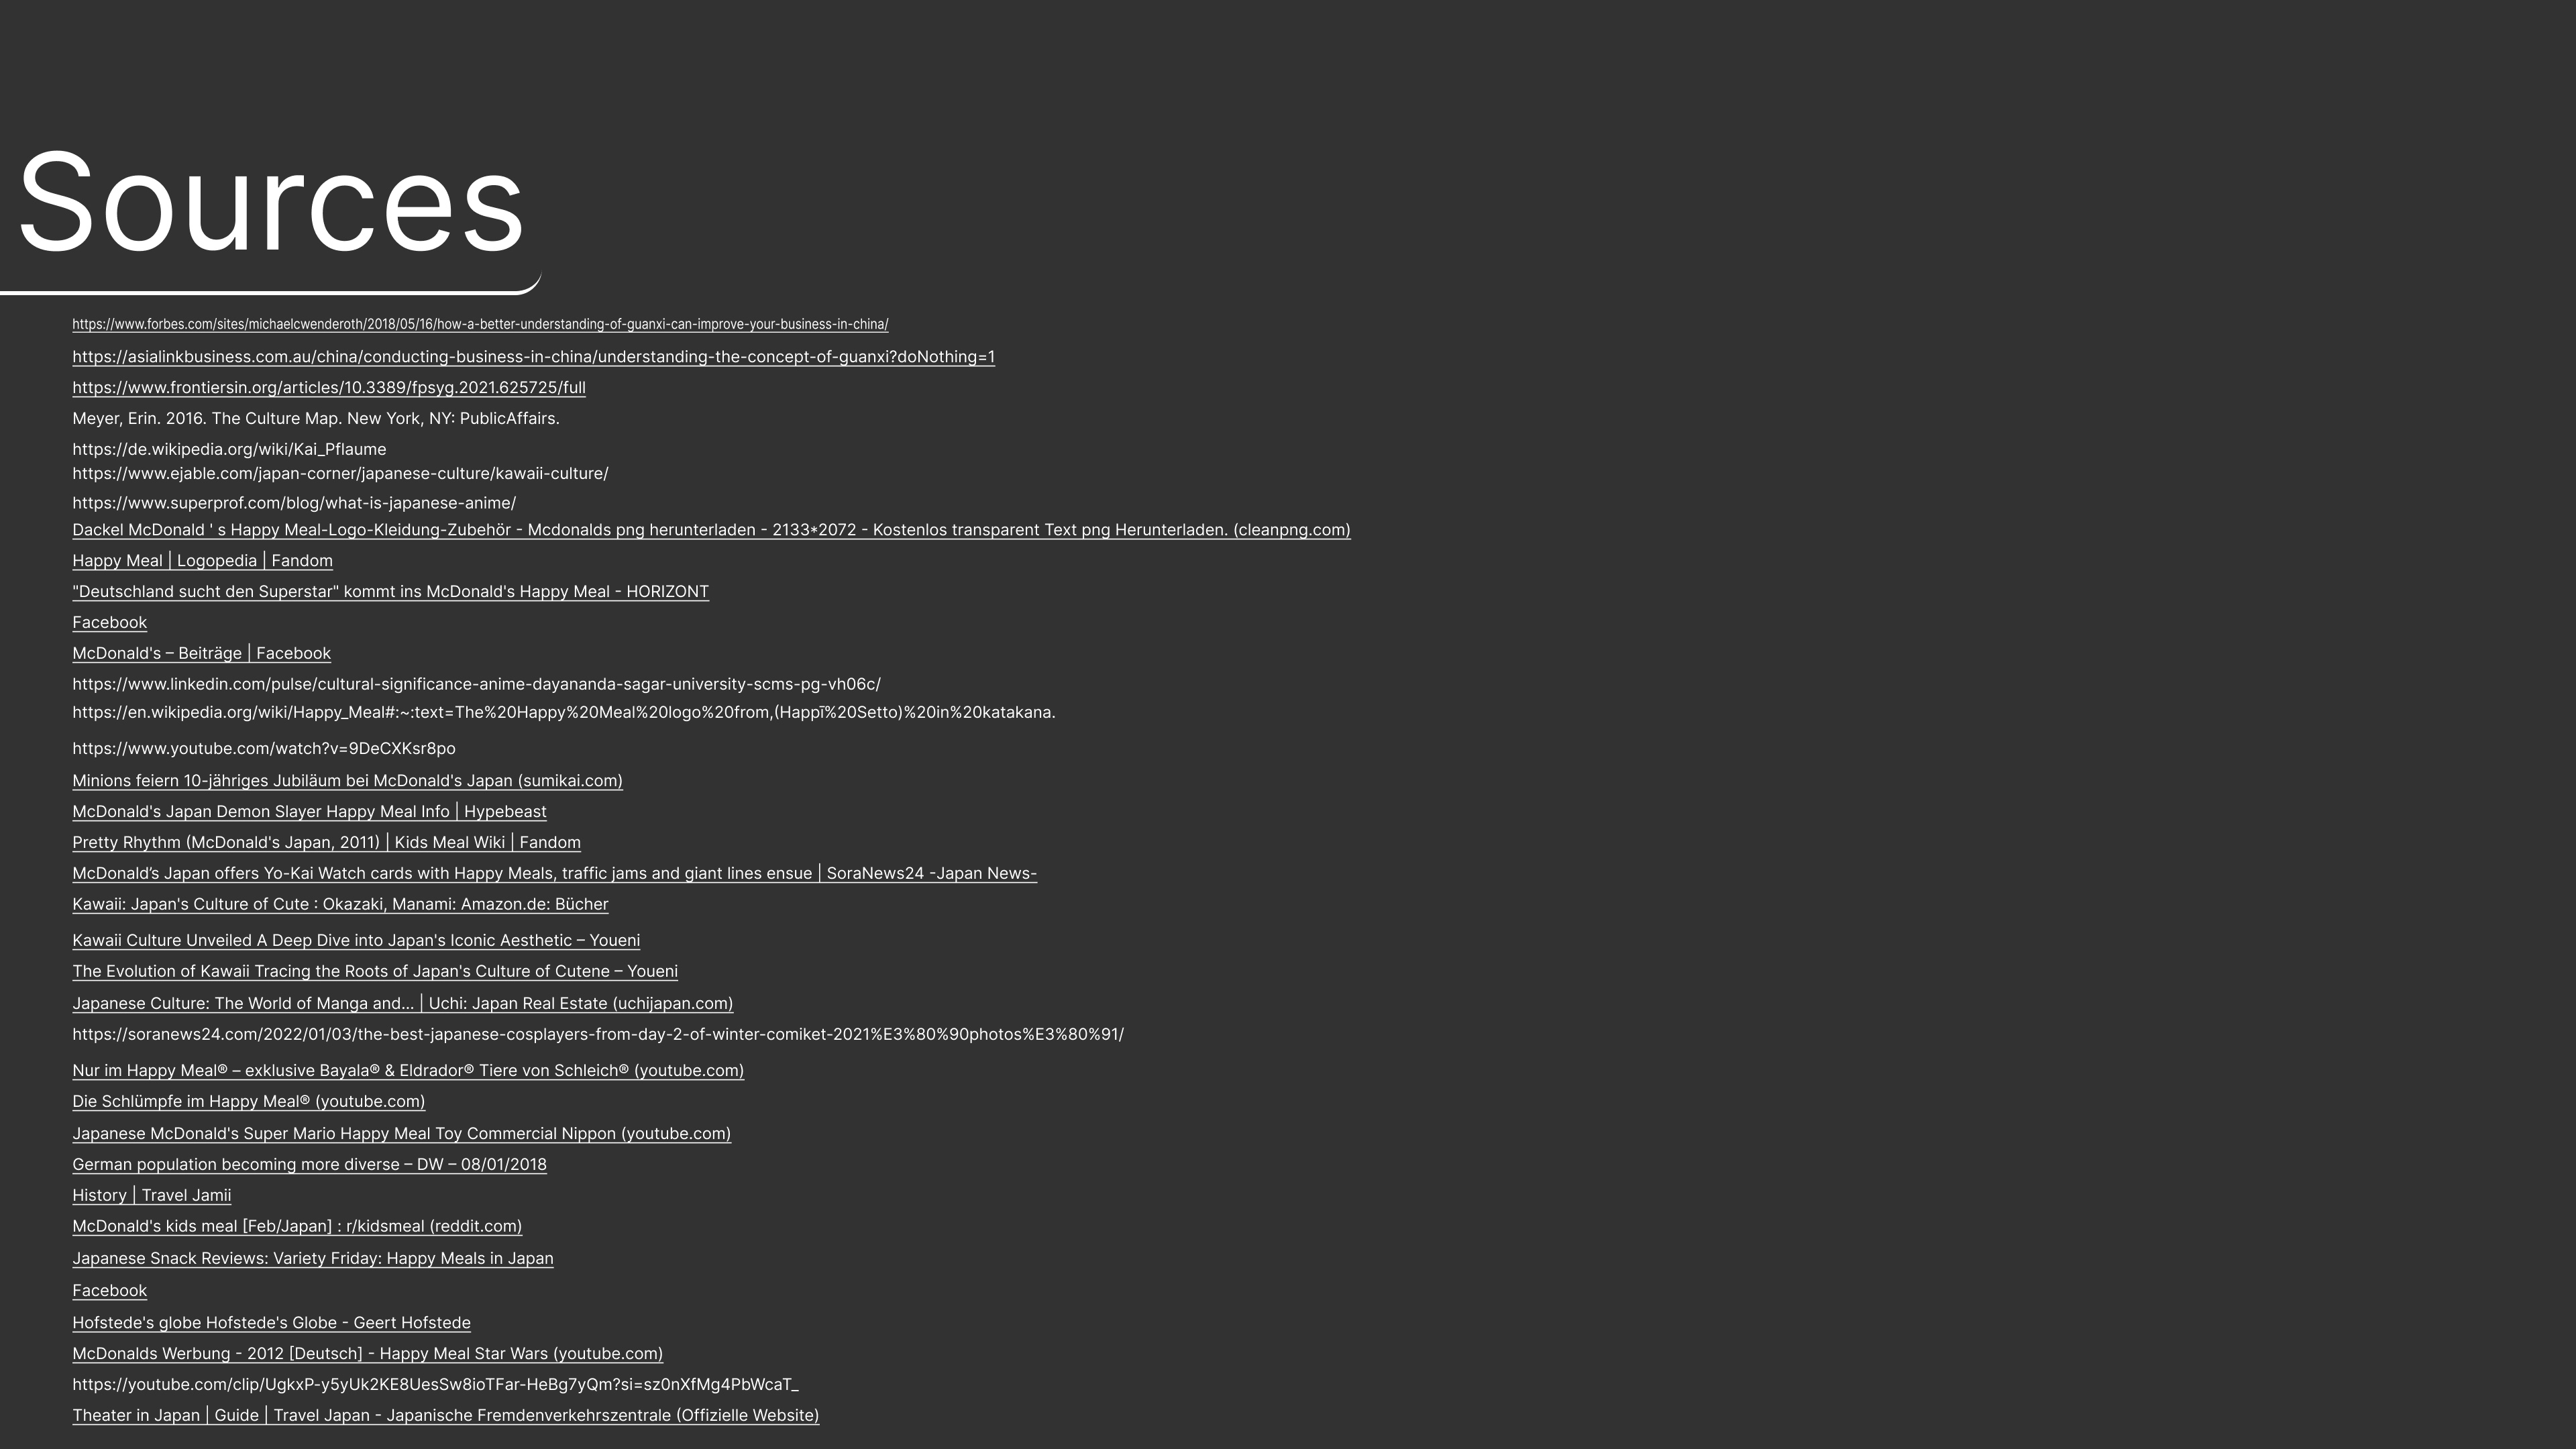 Sources
https://www.forbes.com/sites/michaelcwenderoth/2018/05/16/how-a-better-understanding-of-guanxi-can-improve-your-business-in-china/
https://asialinkbusiness.com.au/china/conducting-business-in-china/understanding-the-concept-of-guanxi?doNothing=1
https://www.frontiersin.org/articles/10.3389/fpsyg.2021.625725/full
Meyer, Erin. 2016. The Culture Map. New York, NY: PublicAffairs.
https://de.wikipedia.org/wiki/Kai_Pflaume
https://www.ejable.com/japan-corner/japanese-culture/kawaii-culture/
https://www.superprof.com/blog/what-is-japanese-anime/
Dackel McDonald ' s Happy Meal-Logo-Kleidung-Zubehör - Mcdonalds png herunterladen - 2133*2072 - Kostenlos transparent Text png Herunterladen. (cleanpng.com)
Happy Meal | Logopedia | Fandom
"Deutschland sucht den Superstar" kommt ins McDonald's Happy Meal - HORIZONT
Facebook
McDonald's – Beiträge | Facebook
https://www.linkedin.com/pulse/cultural-significance-anime-dayananda-sagar-university-scms-pg-vh06c/
https://en.wikipedia.org/wiki/Happy_Meal#:~:text=The%20Happy%20Meal%20logo%20from,(Happī%20Setto)%20in%20katakana.
https://www.youtube.com/watch?v=9DeCXKsr8po
Minions feiern 10-jähriges Jubiläum bei McDonald's Japan (sumikai.com)
McDonald's Japan Demon Slayer Happy Meal Info | Hypebeast
Pretty Rhythm (McDonald's Japan, 2011) | Kids Meal Wiki | Fandom
McDonald’s Japan offers Yo-Kai Watch cards with Happy Meals, traffic jams and giant lines ensue | SoraNews24 -Japan News-
Kawaii: Japan's Culture of Cute : Okazaki, Manami: Amazon.de: Bücher
Kawaii Culture Unveiled A Deep Dive into Japan's Iconic Aesthetic – Youeni
The Evolution of Kawaii Tracing the Roots of Japan's Culture of Cutene – Youeni
Japanese Culture: The World of Manga and… | Uchi: Japan Real Estate (uchijapan.com)
https://soranews24.com/2022/01/03/the-best-japanese-cosplayers-from-day-2-of-winter-comiket-2021%E3%80%90photos%E3%80%91/
Nur im Happy Meal® – exklusive Bayala® & Eldrador® Tiere von Schleich® (youtube.com)
Die Schlümpfe im Happy Meal® (youtube.com)
Japanese McDonald's Super Mario Happy Meal Toy Commercial Nippon (youtube.com)
German population becoming more diverse – DW – 08/01/2018
History | Travel Jamii
McDonald's kids meal [Feb/Japan] : r/kidsmeal (reddit.com)
Japanese Snack Reviews: Variety Friday: Happy Meals in Japan
Facebook
Hofstede's globe Hofstede's Globe - Geert Hofstede
McDonalds Werbung - 2012 [Deutsch] - Happy Meal Star Wars (youtube.com)
https://youtube.com/clip/UgkxP-y5yUk2KE8UesSw8ioTFar-HeBg7yQm?si=sz0nXfMg4PbWcaT_
Theater in Japan | Guide | Travel Japan - Japanische Fremdenverkehrszentrale (Offizielle Website)